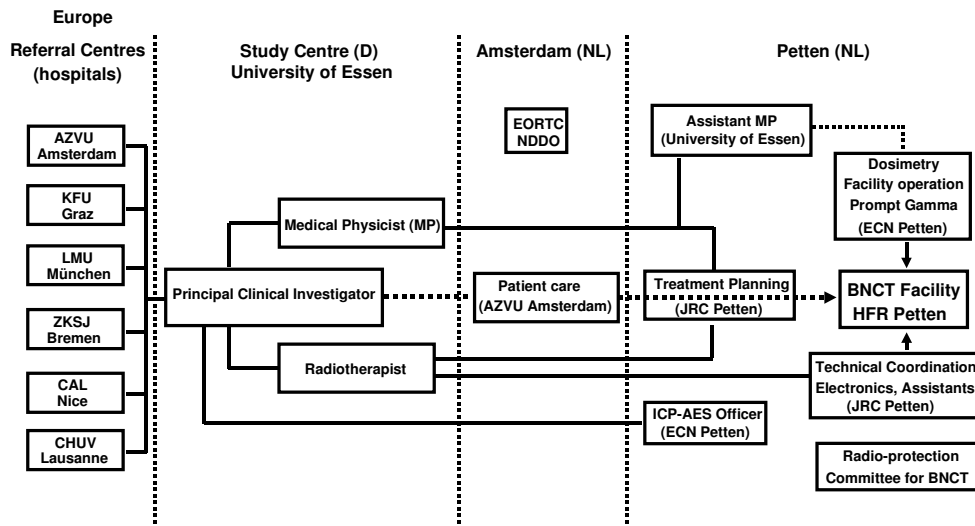 Europe
Referral Centres
(hospitals)
Study Centre (D)
University of Essen
Amsterdam (NL)
Petten (NL)
AZVU
Amsterdam
KFU
Graz
LMU
München
ZKSJ
Bremen
CAL
Nice
CHUV
Lausanne
Medical Physicist (MP)
Principal Clinical Investigator
Radiotherapist
EORTC
NDDO
Patient care
(AZVU Amsterdam)
Assistant MP
(University of Essen)
Dosimetry
Facility operation
Prompt Gamma
(ECN Petten)
Treatment Planning
(JRC Petten)
BNCT Facility
HFR Petten
Technical Coordination
Electronics, Assistants
(JRC Petten)
ICP-AES Officer
(ECN Petten)
Radio-protection
Committee for BNCT